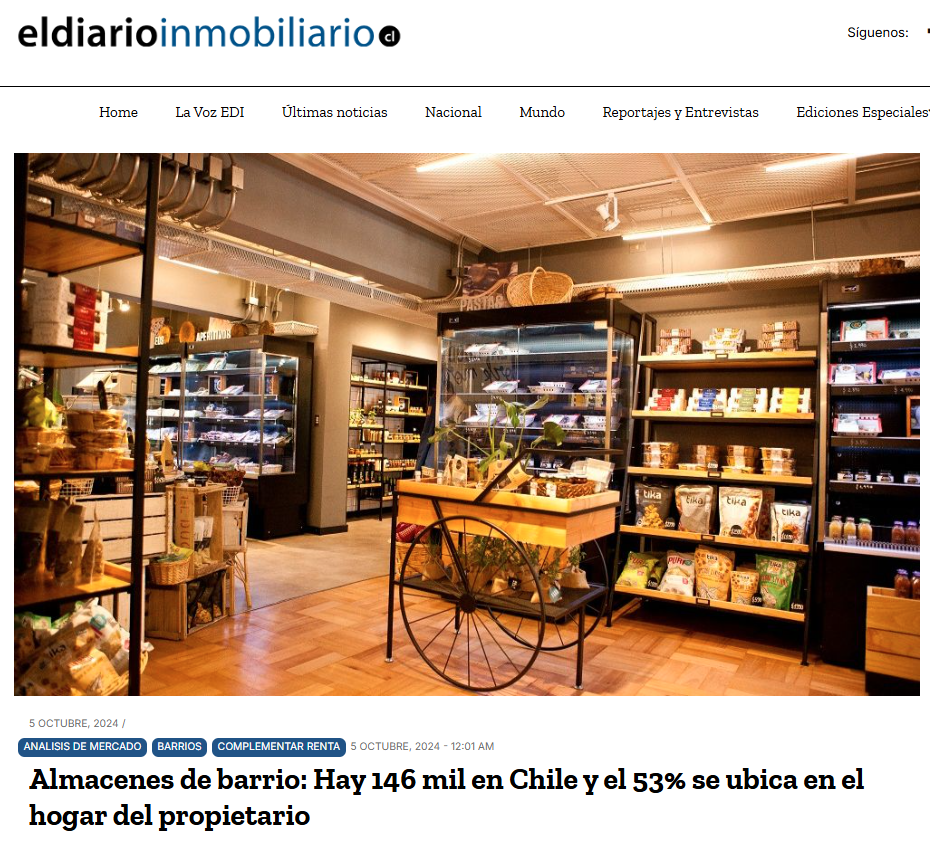 eldiarioinmobiliario cl
Síguenos:
Home La Voz EDI Últimas noticias Nacional Mundo Reportajes y Entrevistas Ediciones Especiales
tika tika tika tika
5 OCTUBRE, 2024 /
ANALISIS DE MERCADO BARRIOS COMPLEMENTAR RENTA 5 OCTUBRE, 2024 - 12:01 AM
Almacenes de barrio: Hay 146 mil en Chile y el 53% se ubica en el
hogar del propietario